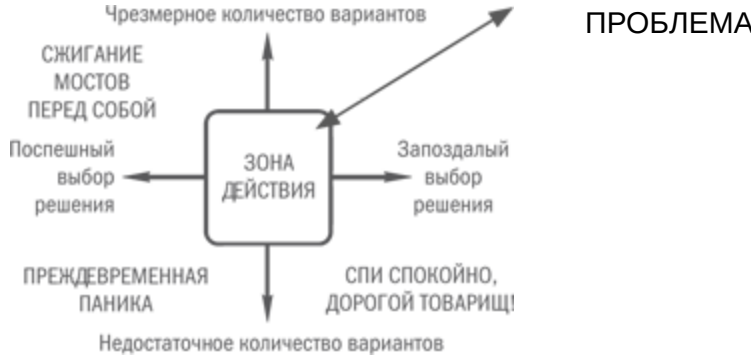 Чрезмерное количество вариантов
ПРОБЛЕМА
СЖИГАНИЕ
МОСТОВ
ПЕРЕД СОБОЙ
Поспешный
выбор
решения
ЗОНА
ДЕЙСТВИЯ
Запоздалый
выбор
решения
ПРЕЖДЕВРЕМЕННАЯ
ПАНИКА
СПИ СПОКОЙНО,
ДОРОГОЙ ТОВАРИЩ!
Недостаточное количество вариантов